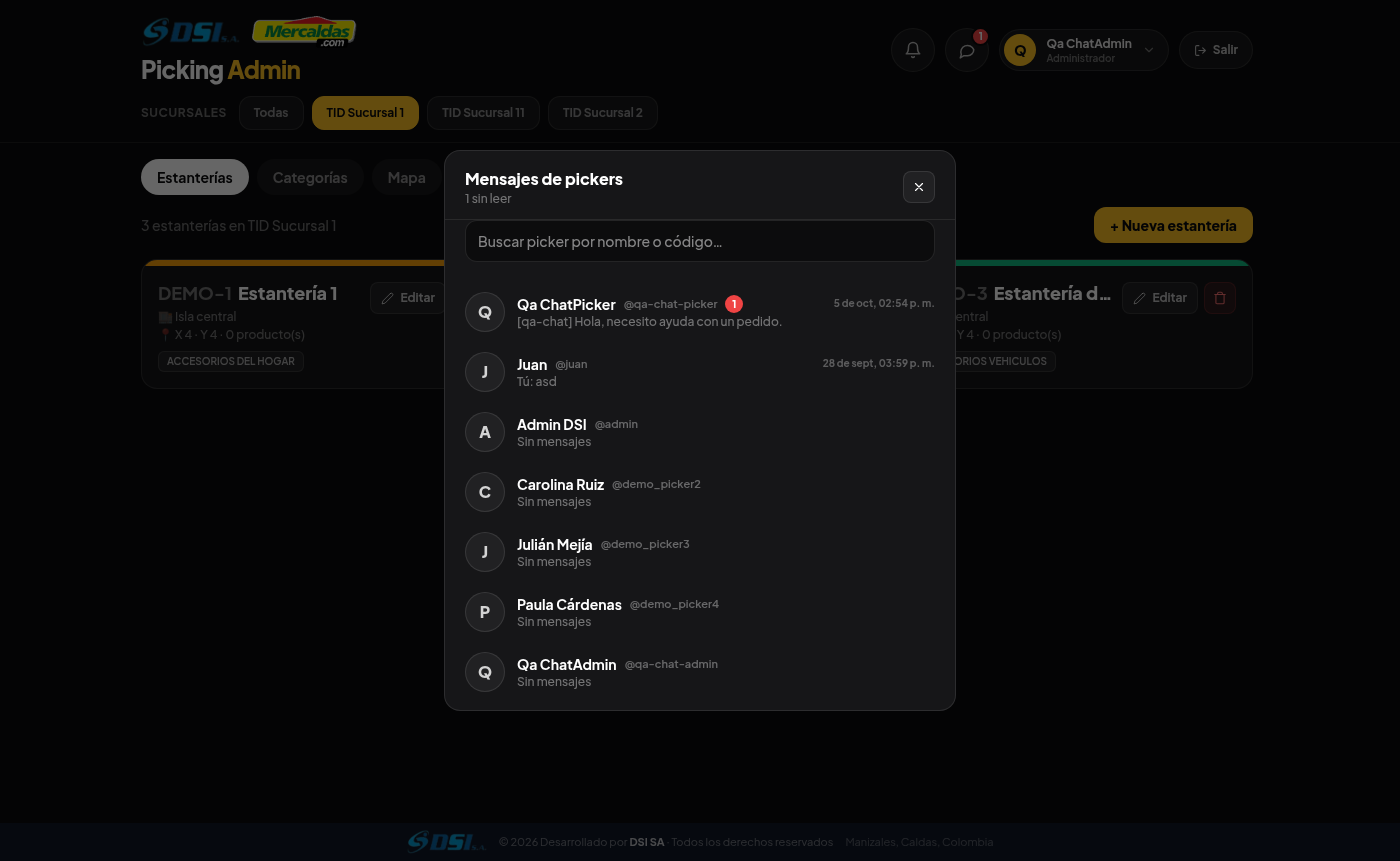 DSI S.A. Mercaldas .com
Picking Admin
1
Q Qa ChatAdmin
Administrador
Salir
SUCURSALES Todas TID Sucursal 1 TID Sucursal 11 TID Sucursal 2
Estanterías Categorías Mapa
3 estanterías en TID Sucursal 1
+ Nueva estantería
DEMO-1 Estantería 1 Editar
Isla central
X 4 · Y 4 · 0 producto(s)
ACCESORIOS DEL HOGAR
O-3 Estantería d... Editar
entral
4 · Y 4 · 0 producto(s)
ORIOS VEHICULOS
Mensajes de pickers
1 sin leer
Buscar picker por nombre o código...
Q Qa ChatPicker @qa-chat-picker 1 5 de oct, 02:54 p. m.
[qa-chat] Hola, necesito ayuda con un pedido.
J Juan @juan 28 de sept, 03:59 p. m.
Tú: asd
A Admin DSI @admin
Sin mensajes
C Carolina Ruiz @demo_picker2
Sin mensajes
J Julián Mejía @demo_picker3
Sin mensajes
P Paula Cárdenas @demo_picker4
Sin mensajes
Q Qa ChatAdmin @qa-chat-admin
Sin mensajes
DSI S.A. © 2026 Desarrollado por DSI SA · Todos los derechos reservados Manizales, Caldas, Colombia